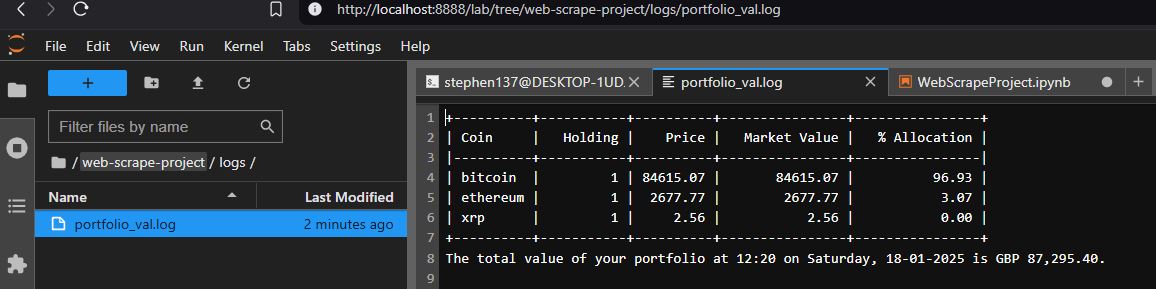 http://localhost:8888/lab/tree/web-scrape-project/logs/portfolio_val.log
File Edit View Run Kernel Tabs Settings Help
stephen137@DESKTOP-1UD. portfolio_val.log WebScrapeProject.ipynb
Filter files by name
/ web-scrape-project / logs /
Name Last Modified
portfolio_val.log 2 minutes ago
1 +----------+-----------+----------+----------------+----------------+
2 | Coin     |   Holding |    Price |   Market Value |   % Allocation |
3 |----------+-----------+----------+----------------+----------------|
4 | bitcoin  |         1 | 84615.07 |       84615.07 |          96.93 |
5 | ethereum |         1 |  2677.77 |        2677.77 |           3.07 |
6 | xrp      |         1 |     2.56 |           2.56 |           0.00 |
7 +----------+-----------+----------+----------------+----------------+
8 The total value of your portfolio at 12:20 on Saturday, 18-01-2025 is GBP 87,295.40.
9